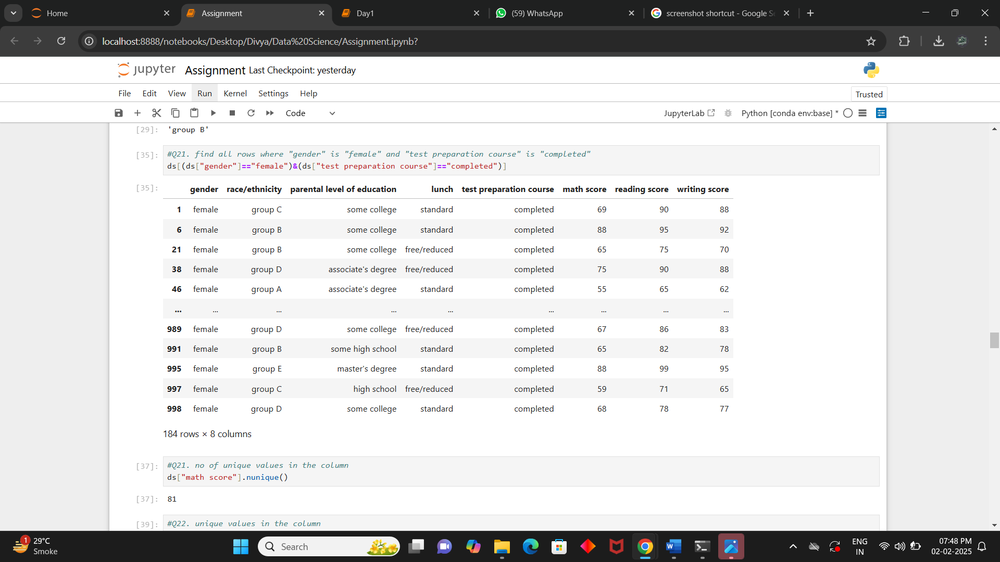 Home
Assignment
Day1
(59) WhatsApp
screenshot shortcut - Google Se
localhost:8888/notebooks/Desktop/Divya/Data%20Science/Assignment.ipynb?
jupyter Assignment Last Checkpoint: yesterday
File Edit View Run Kernel Settings Help
Trusted
Code
JupyterLab Python [conda env:base] *
[29]: 'group B'
[35]: #Q21. find all rows where "gender" is "female" and "test preparation course" is "completed"
ds[(ds["gender"]=="female")&(ds["test preparation course"]=="completed")]
[35]: gender race/ethnicity parental level of education lunch test preparation course math score reading score writing score
1 female group C some college standard completed 69 90 88
6 female group B some college standard completed 88 95 92
21 female group B some college free/reduced completed 65 75 70
38 female group D associate's degree free/reduced completed 75 90 88
46 female group A associate's degree standard completed 55 65 62
... ... ... ... ... ... ... ... ...
989 female group D some college free/reduced completed 67 86 83
991 female group B some high school standard completed 65 82 78
995 female group E master's degree standard completed 88 99 95
997 female group C high school free/reduced completed 59 71 65
998 female group D some college standard completed 68 78 77
184 rows × 8 columns
[37]: #Q21. no of unique values in the column
ds["math score"].nunique()
[37]: 81
[39]: #Q22. unique values in the column
1
29°C
Smoke
Search
ENG
IN
07:48 PM
02-02-2025